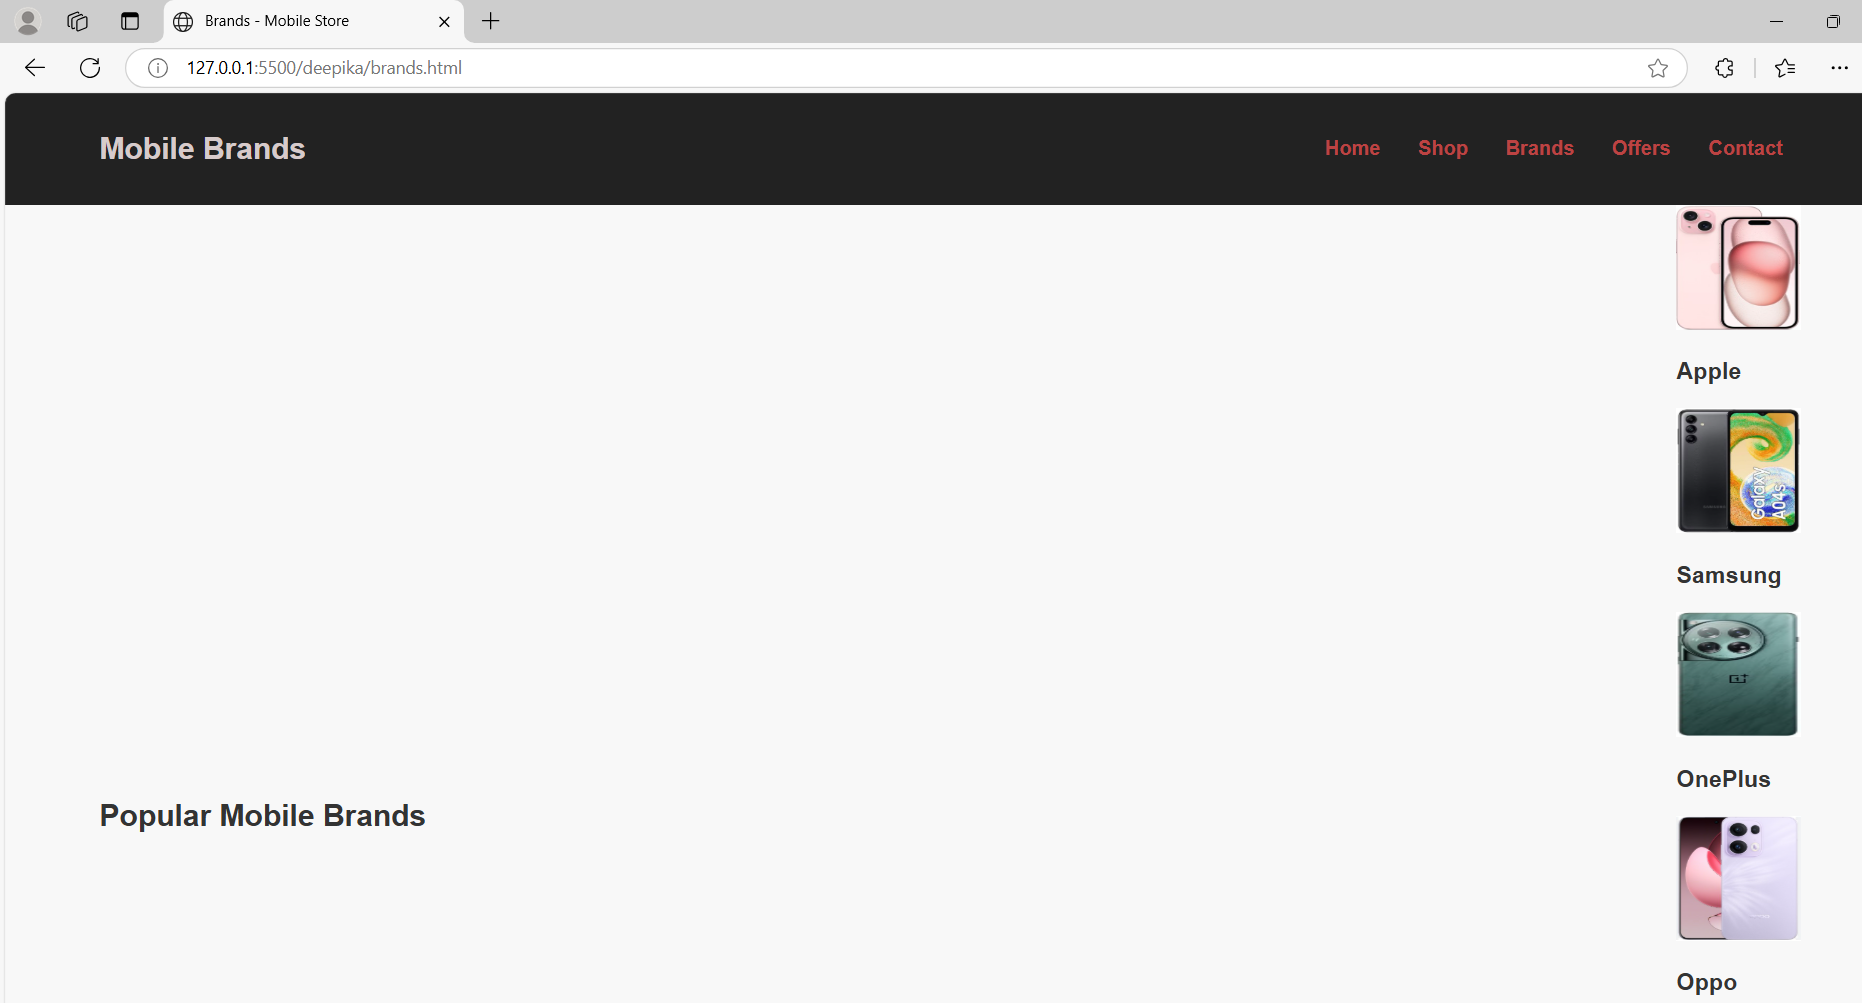 Brands - Mobile Store
127.0.0.1:5500/deepika/brands.html
Mobile Brands
Home Shop Brands Offers Contact
Apple
Galaxy
A04s
Samsung
OnePlus
Popular Mobile Brands
Oppo